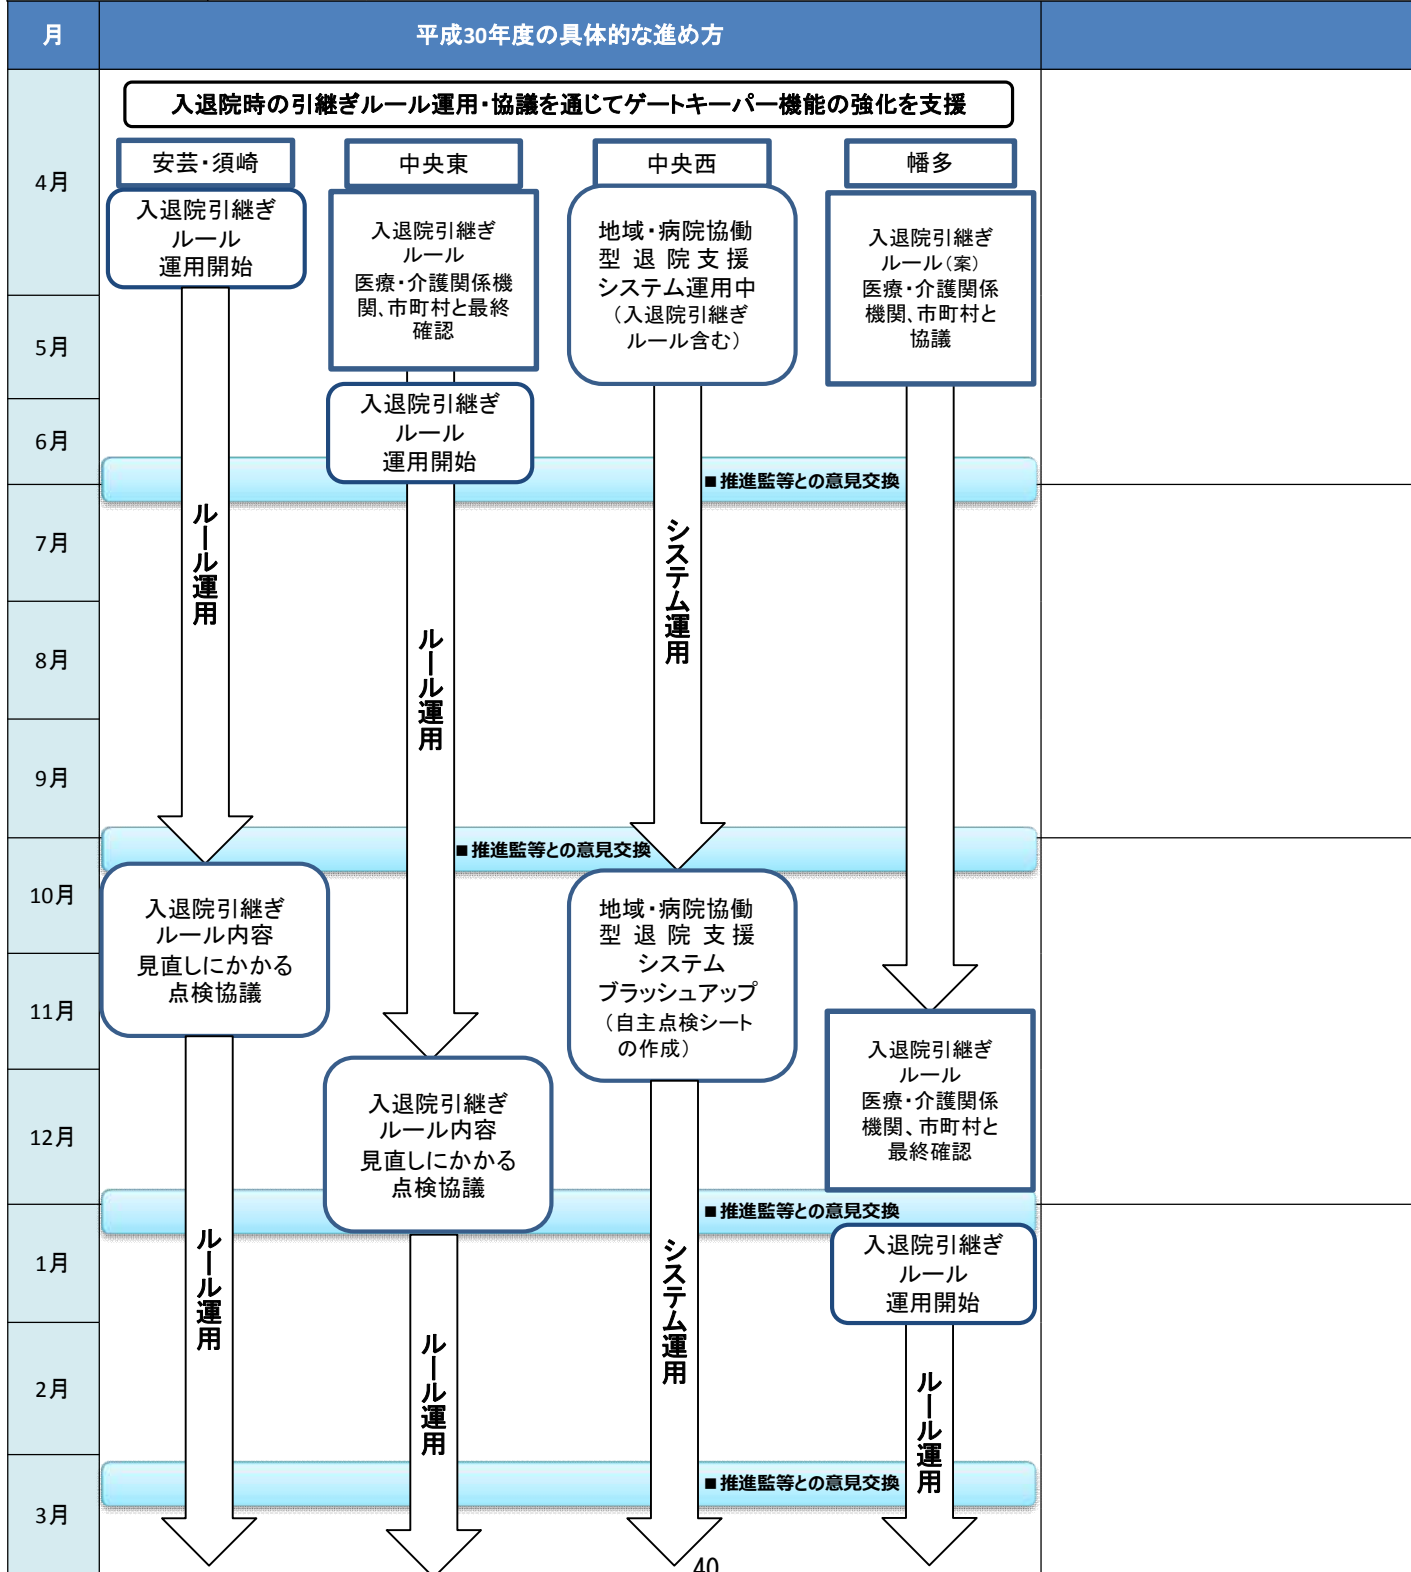 月
平成30年度の具体的な進め方
入退院時の引継ぎルール運用・協議を通じてゲートキーパー機能の強化を支援
4月
安芸・須崎
入退院引継ぎ
ルール
運用開始
中央東
入退院引継ぎ
ルール
医療・介護関係機
関、市町村と最終
確認
中央西
地域・病院協働
型退院支援
システム運用中
（入退院引継ぎ
ルール含む）
幡多
入退院引継ぎ
ルール（案）
医療・介護関係
機関、市町村と
協議
5月
入退院引継ぎ
ルール
運用開始
6月
■推進監等との意見交換
7月
ルール運用
システム運用
8月
ルール運用
9月
■推進監等との意見交換
10月
入退院引継ぎ
ルール内容
見直しにかかる
点検協議
地域・病院協働
型退院支援
システム
ブラッシュアップ
（自主点検シート
の作成）
11月
入退院引継ぎ
ルール
医療・介護関係
機関、市町村と
最終確認
12月
入退院引継ぎ
ルール内容
見直しにかかる
点検協議
■推進監等との意見交換
1月
ルール運用
システム運用
入退院引継ぎ
ルール
運用開始
2月
ルール運用
ルール運用
■推進監等との意見交換
3月
40